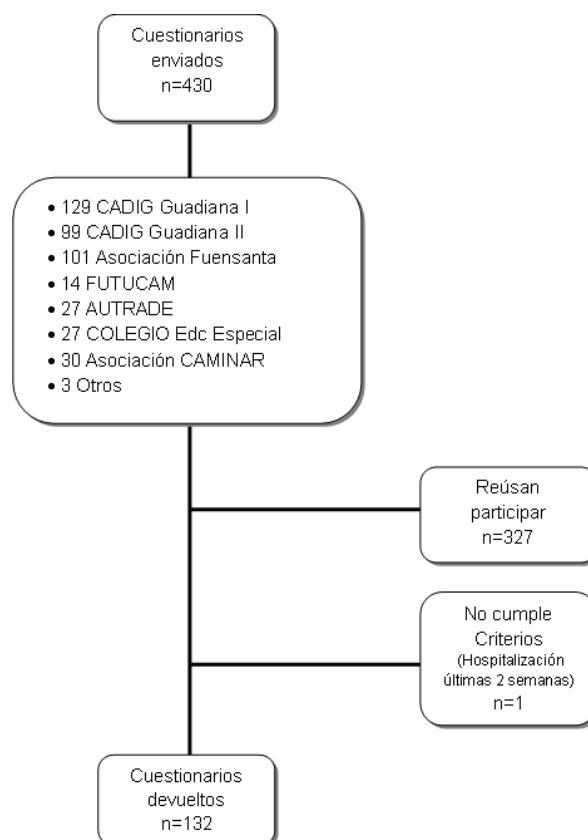 Cuestionarios
enviados
n=430
• 129 CADIG Guadiana I
• 99 CADIG Guadiana II
• 101 Asociación Fuensanta
• 14 FUTUCAM
• 27 AUTRADE
• 27 COLEGIO Edc Especial
• 30 Asociación CAMINAR
• 3 Otros
Reúsan
participar
n=327
No cumple
Criterios
(Hospitalización
últimas 2 semanas)
n=1
Cuestionarios
devueltos
n=132